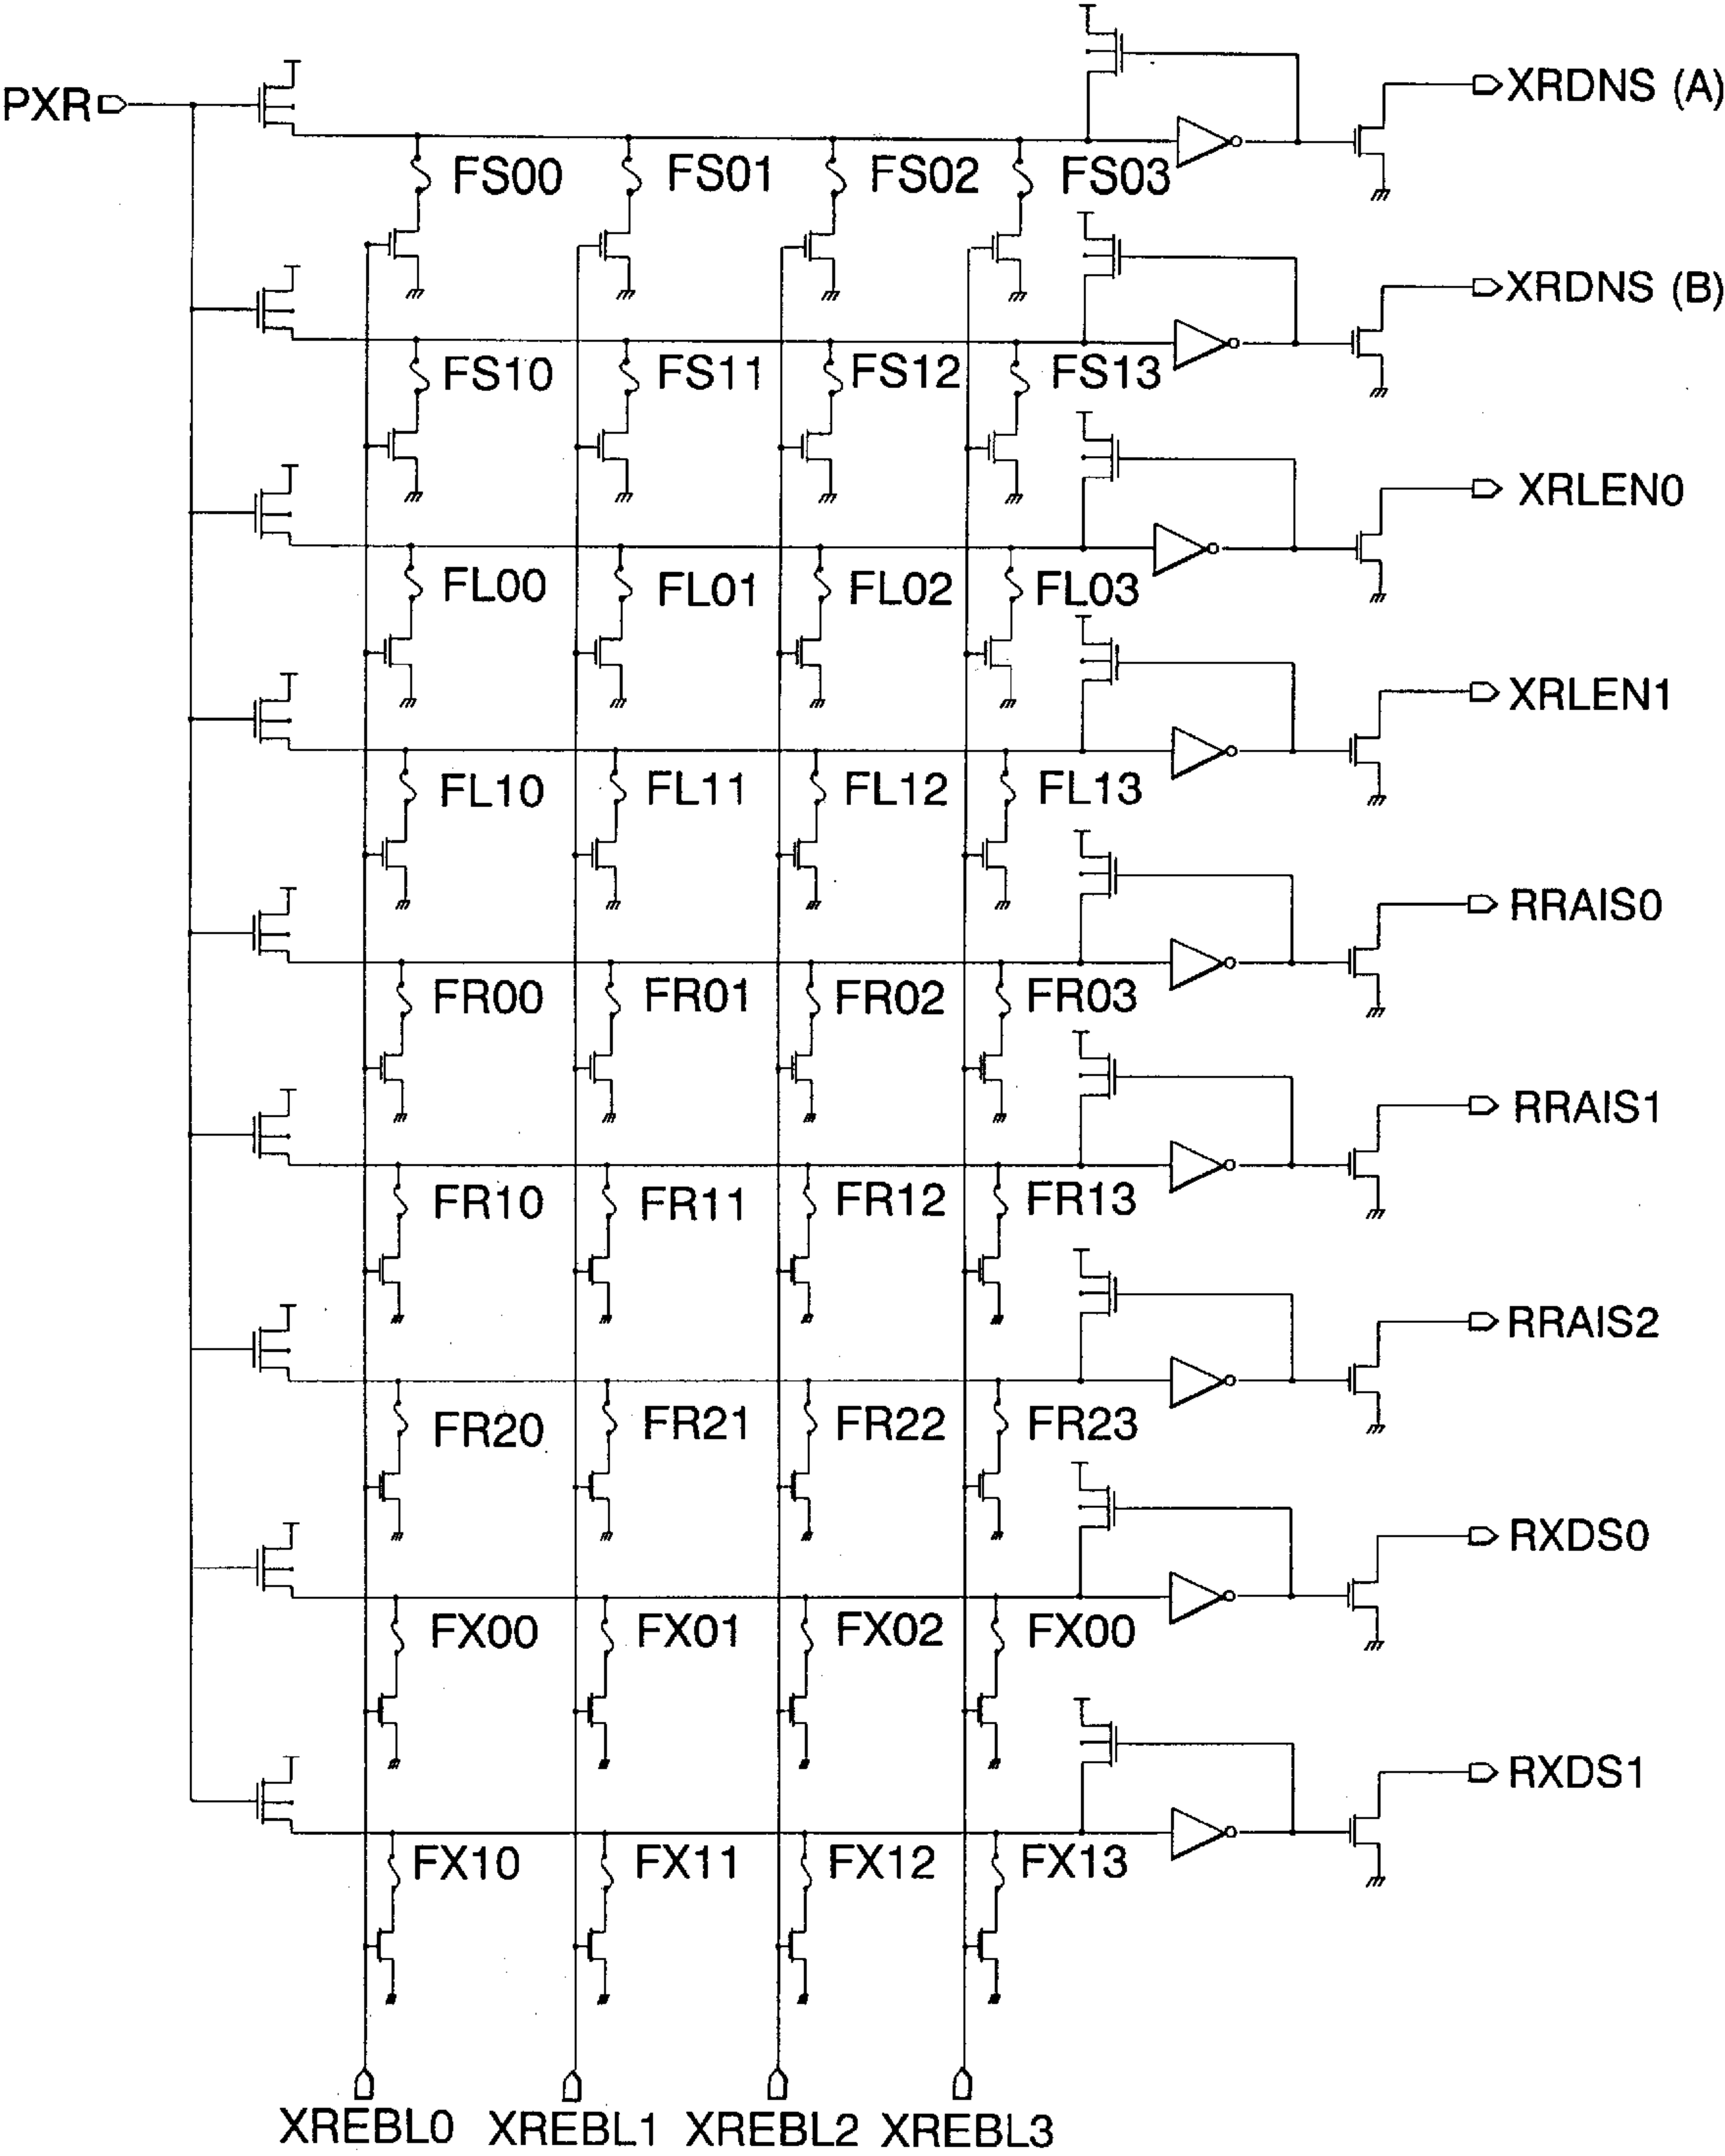 PXR
XRDNS (A)
FS00 FS01 FS02 FS03
XRDNS (B)
FS10 FS11 FS12 FS13
XRLEN0
FL00 FL01 FL02 FL03
XRLEN1
FL10 FL11 FL12 FL13
RRAIS0
FR00 FR01 FR02 FR03
RRAIS1
FR10 FR11 FR12 FR13
RRAIS2
FR20 FR21 FR22 FR23
RXDS0
FX00 FX01 FX02 FX00
RXDS1
FX10 FX11 FX12 FX13
XREBL0 XREBL1 XREBL2 XREBL3